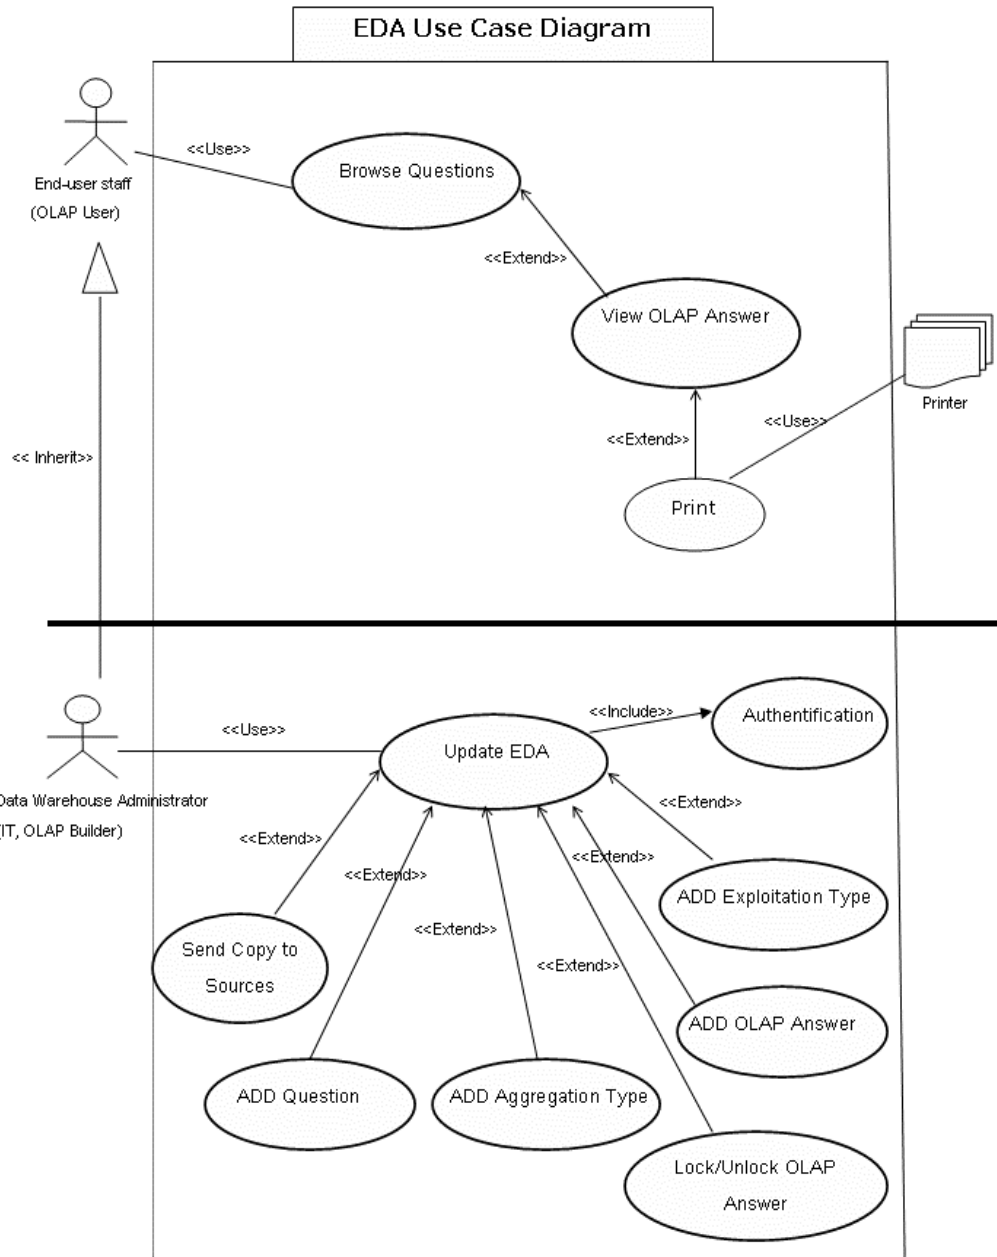 EDA Use Case Diagram
<<Use>>
Browse Questions
End-user staff
(OLAP User)
<<Extend>>
View OLAP Answer
Printer
<<Use>>
<<Extend>>
<< Inherit>>
Print
<<Include>>
Authentification
<<Use>>
Update EDA
Data Warehouse Administrator
(IT, OLAP Builder)
<<Extend>>
<<Extend>>
<<Extend>>
<<Extend>>
ADD Exploitation Type
<<Extend>>
Send Copy to
Sources
<<Extend>>
ADD OLAP Answer
ADD Question
ADD Aggregation Type
Lock/Unlock OLAP
Answer